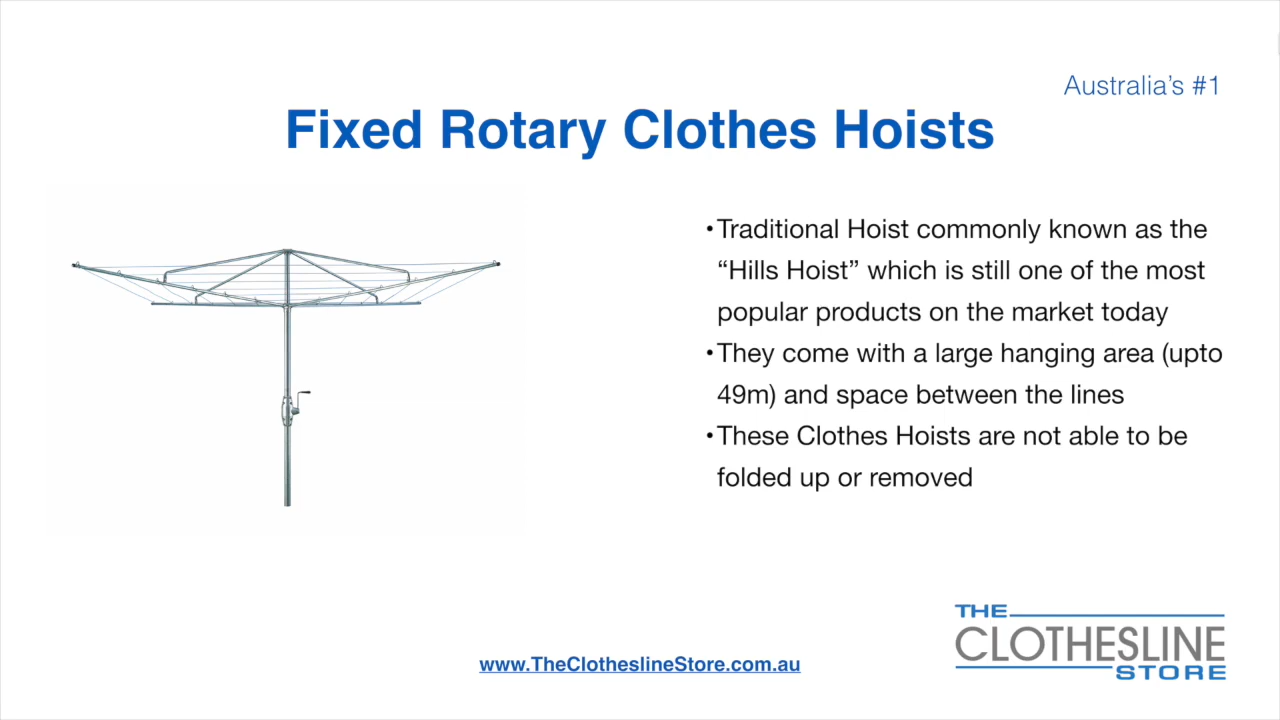 Australia's #1
Fixed Rotary Clothes Hoists
•Traditional Hoist commonly known as the
“Hills Hoist” which is still one of the most
popular products on the market today
•They come with a large hanging area (upto
49m) and space between the lines
•These Clothes Hoists are not able to be
folded up or removed
www.TheClotheslineStore.com.au
THE
CLOTHESLINE
STORE